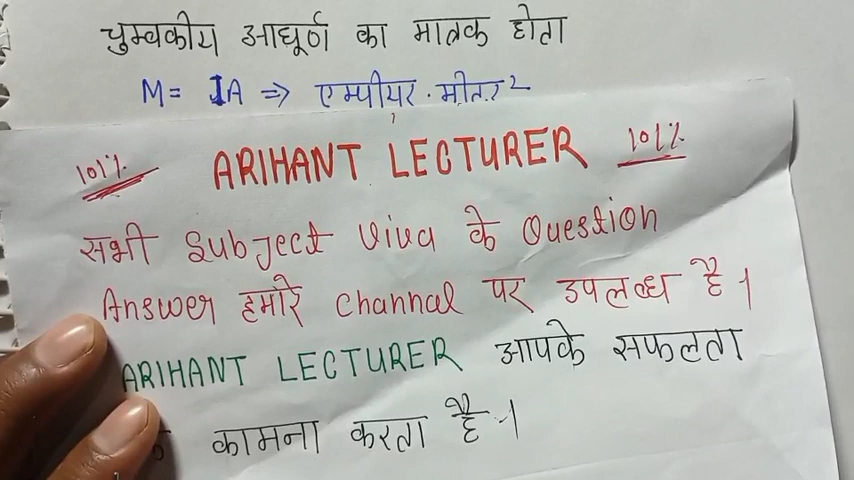 चुम्बकीय आघूर्ण का मात्रक होता
M = IA ⇒ एम्पीयर . मीटर²
101% ARIHANT LECTURER 101%
सभी Subject Viva के Question
Answer हमारे Channal पर उपलब्ध है।
ARIHANT LECTURER आपके सफलता
कामना करता है।